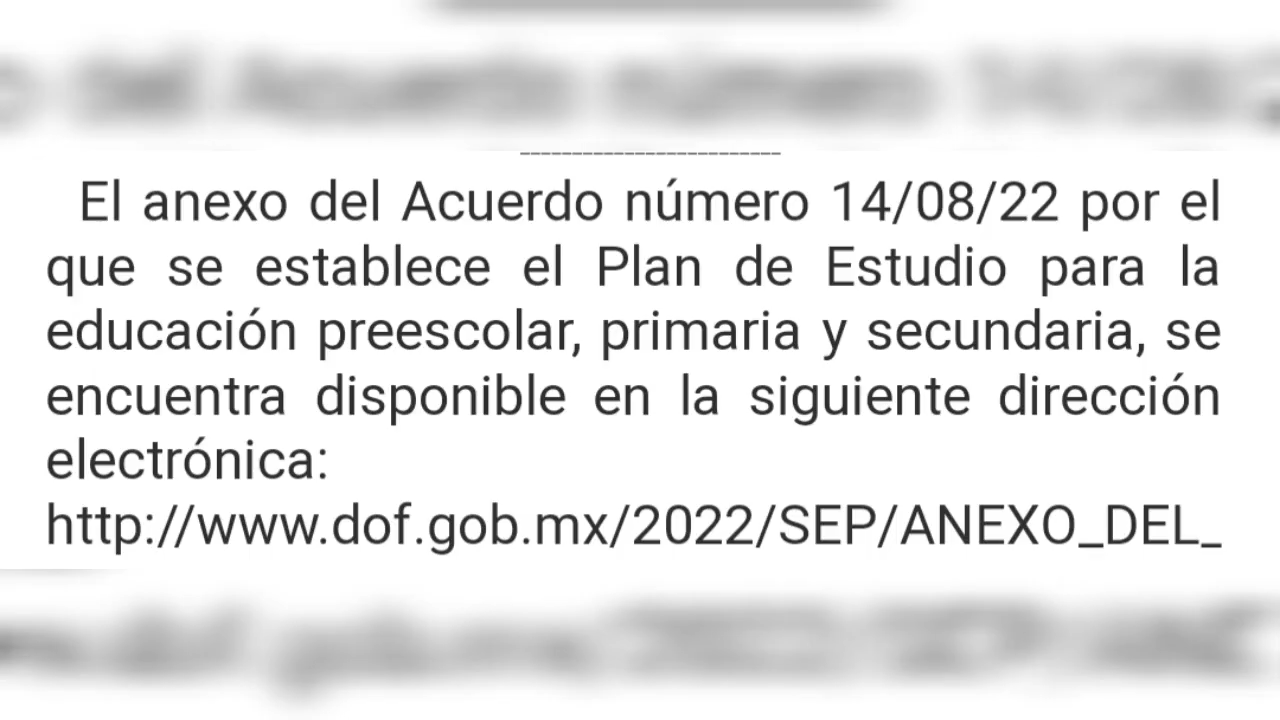 -------------------------
El anexo del Acuerdo número 14/08/22 por el
que se establece el Plan de Estudio para la
educación preescolar, primaria y secundaria, se
encuentra disponible en la siguiente dirección
electrónica:
http://www.dof.gob.mx/2022/SEP/ANEXO_DEL_